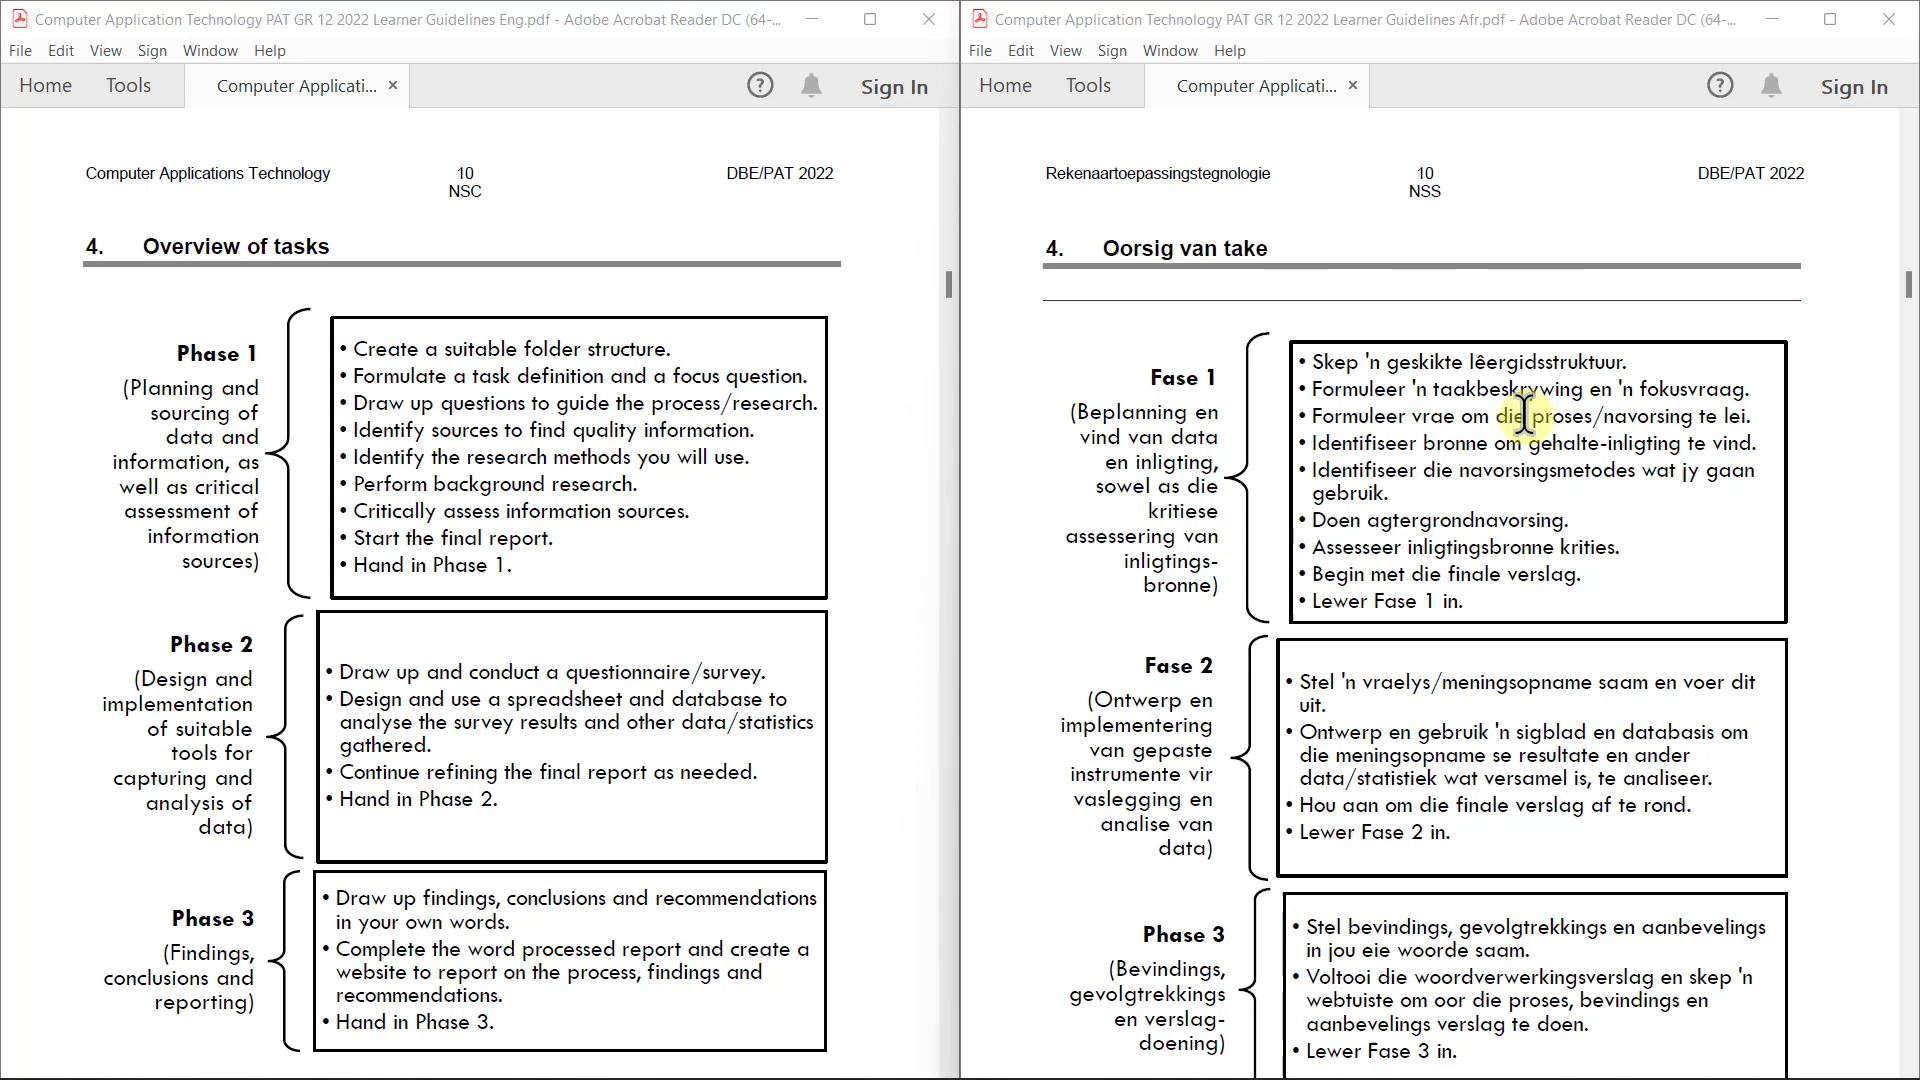 Computer Application Technology PAT GR 12 2022 Learner Guidelines Eng.pdf - Adobe Acrobat Reader DC (64-...
File Edit View Sign Window Help
Home Tools Computer Applicati... × ? Sign In
Computer Applications Technology 10 DBE/PAT 2022
NSC
4. Overview of tasks
Phase 1
(Planning and
sourcing of
data and
information, as
well as critical
assessment of
information
sources)
• Create a suitable folder structure.
• Formulate a task definition and a focus question.
• Draw up questions to guide the process/research.
• Identify sources to find quality information.
• Identify the research methods you will use.
• Perform background research.
• Critically assess information sources.
• Start the final report.
• Hand in Phase 1.
Phase 2
(Design and
implementation
of suitable
tools for
capturing and
analysis of
data)
• Draw up and conduct a questionnaire/survey.
• Design and use a spreadsheet and database to
analyse the survey results and other data/statistics
gathered.
• Continue refining the final report as needed.
• Hand in Phase 2.
Phase 3
(Findings,
conclusions and
reporting)
• Draw up findings, conclusions and recommendations
in your own words.
• Complete the word processed report and create a
website to report on the process, findings and
recommendations.
• Hand in Phase 3.
Computer Application Technology PAT GR 12 2022 Learner Guidelines Afr.pdf - Adobe Acrobat Reader DC (64-...
File Edit View Sign Window Help
Home Tools Computer Applicati... × ? Sign In
Rekenaartoepassingstegnologie 10 DBE/PAT 2022
NSS
4. Oorsig van take
Fase 1
(Beplanning en
vind van data
en inligting,
sowel as die
kritiese
assessering van
inligtings-
bronne)
• Skep 'n geskikte lêergidsstruktuur.
• Formuleer 'n taakbeskrywing en 'n fokusvraag.
• Formuleer vrae om die proses/navorsing te lei.
• Identifiseer bronne om gehalte-inligting te vind.
• Identifiseer die navorsingsmetodes wat jy gaan
gebruik.
• Doen agtergrondnavorsing.
• Assesseer inligtingsbronne krities.
• Begin met die finale verslag.
• Lewer Fase 1 in.
Fase 2
(Ontwerp en
implementering
van gepaste
instrumente vir
vaslegging en
analise van
data)
• Stel 'n vraelys/meningsopname saam en voer dit
uit.
• Ontwerp en gebruik 'n sigblad en databasis om
die meningsopname se resultate en ander
data/statistiek wat versamel is, te analiseer.
• Hou aan om die finale verslag af te rond.
• Lewer Fase 2 in.
Phase 3
(Bevindings,
gevolgtrekkings
en verslag-
doening)
• Stel bevindings, gevolgtrekkings en aanbevelings
in jou eie woorde saam.
• Voltooi die woordverwerkingsverslag en skep 'n
webtuiste om oor die proses, bevindings en
aanbevelings verslag te doen.
• Lewer Fase 3 in.